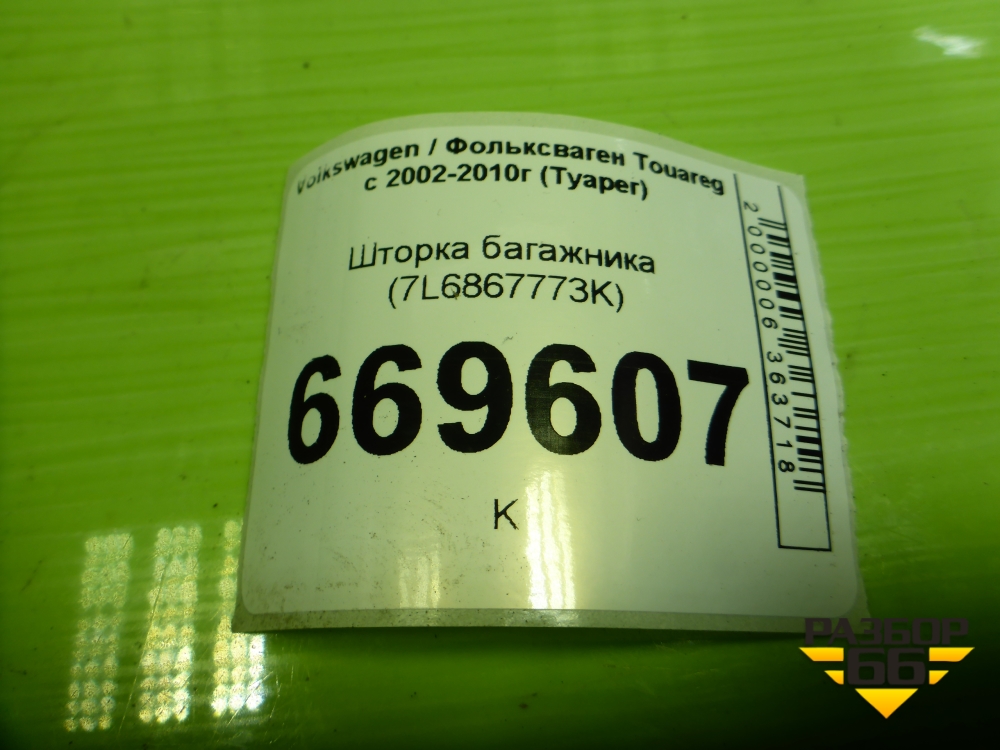 Volkswagen / Фольксваген Touareg
с 2002-2010г (Туарег)
Шторка багажника
(7L6867773K)
669607
К
2000006363718
РАЗБОР
66